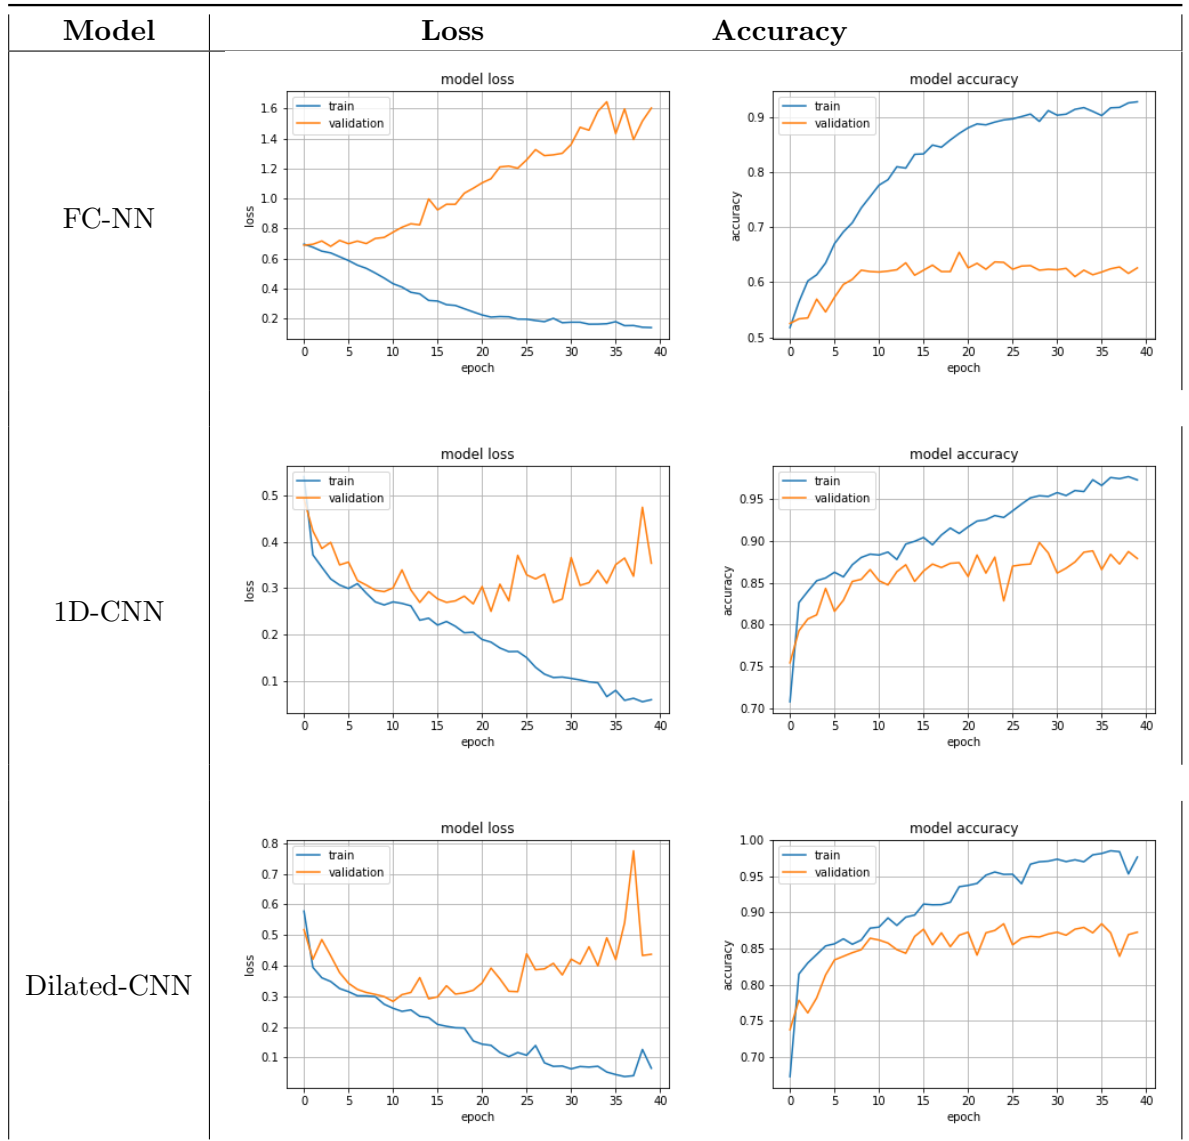 Model Loss Accuracy
FC-NN
model loss
train
validation
loss
1.6
1.4
1.2
1.0
0.8
0.6
0.4
0.2
0 5 10 15 20 25 30 35 40
epoch
model accuracy
train
validation
accuracy
0.9
0.8
0.7
0.6
0.5
0 5 10 15 20 25 30 35 40
epoch
1D-CNN
model loss
train
validation
loss
0.5
0.4
0.3
0.2
0.1
0 5 10 15 20 25 30 35 40
epoch
model accuracy
train
validation
accuracy
0.95
0.90
0.85
0.80
0.75
0.70
0 5 10 15 20 25 30 35 40
epoch
Dilated-CNN
model loss
train
validation
loss
0.8
0.7
0.6
0.5
0.4
0.3
0.2
0.1
0 5 10 15 20 25 30 35 40
epoch
model accuracy
train
validation
accuracy
1.00
0.95
0.90
0.85
0.80
0.75
0.70
0 5 10 15 20 25 30 35 40
epoch